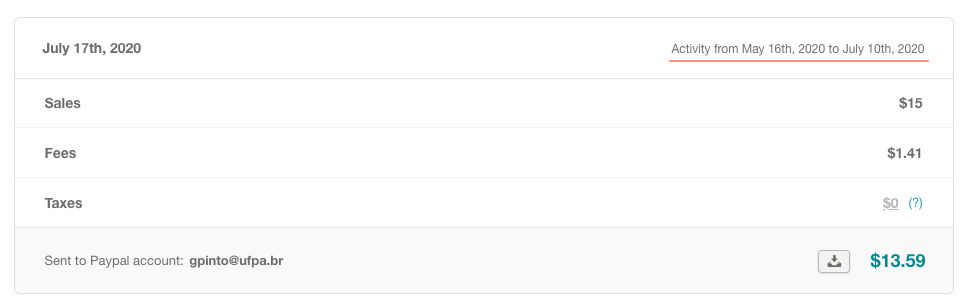 July 17th, 2020 Activity from May 16th, 2020 to July 10th, 2020
Sales $15
Fees $1.41
Taxes $0 (?)
Sent to Paypal account: gpinto@ufpa.br $13.59